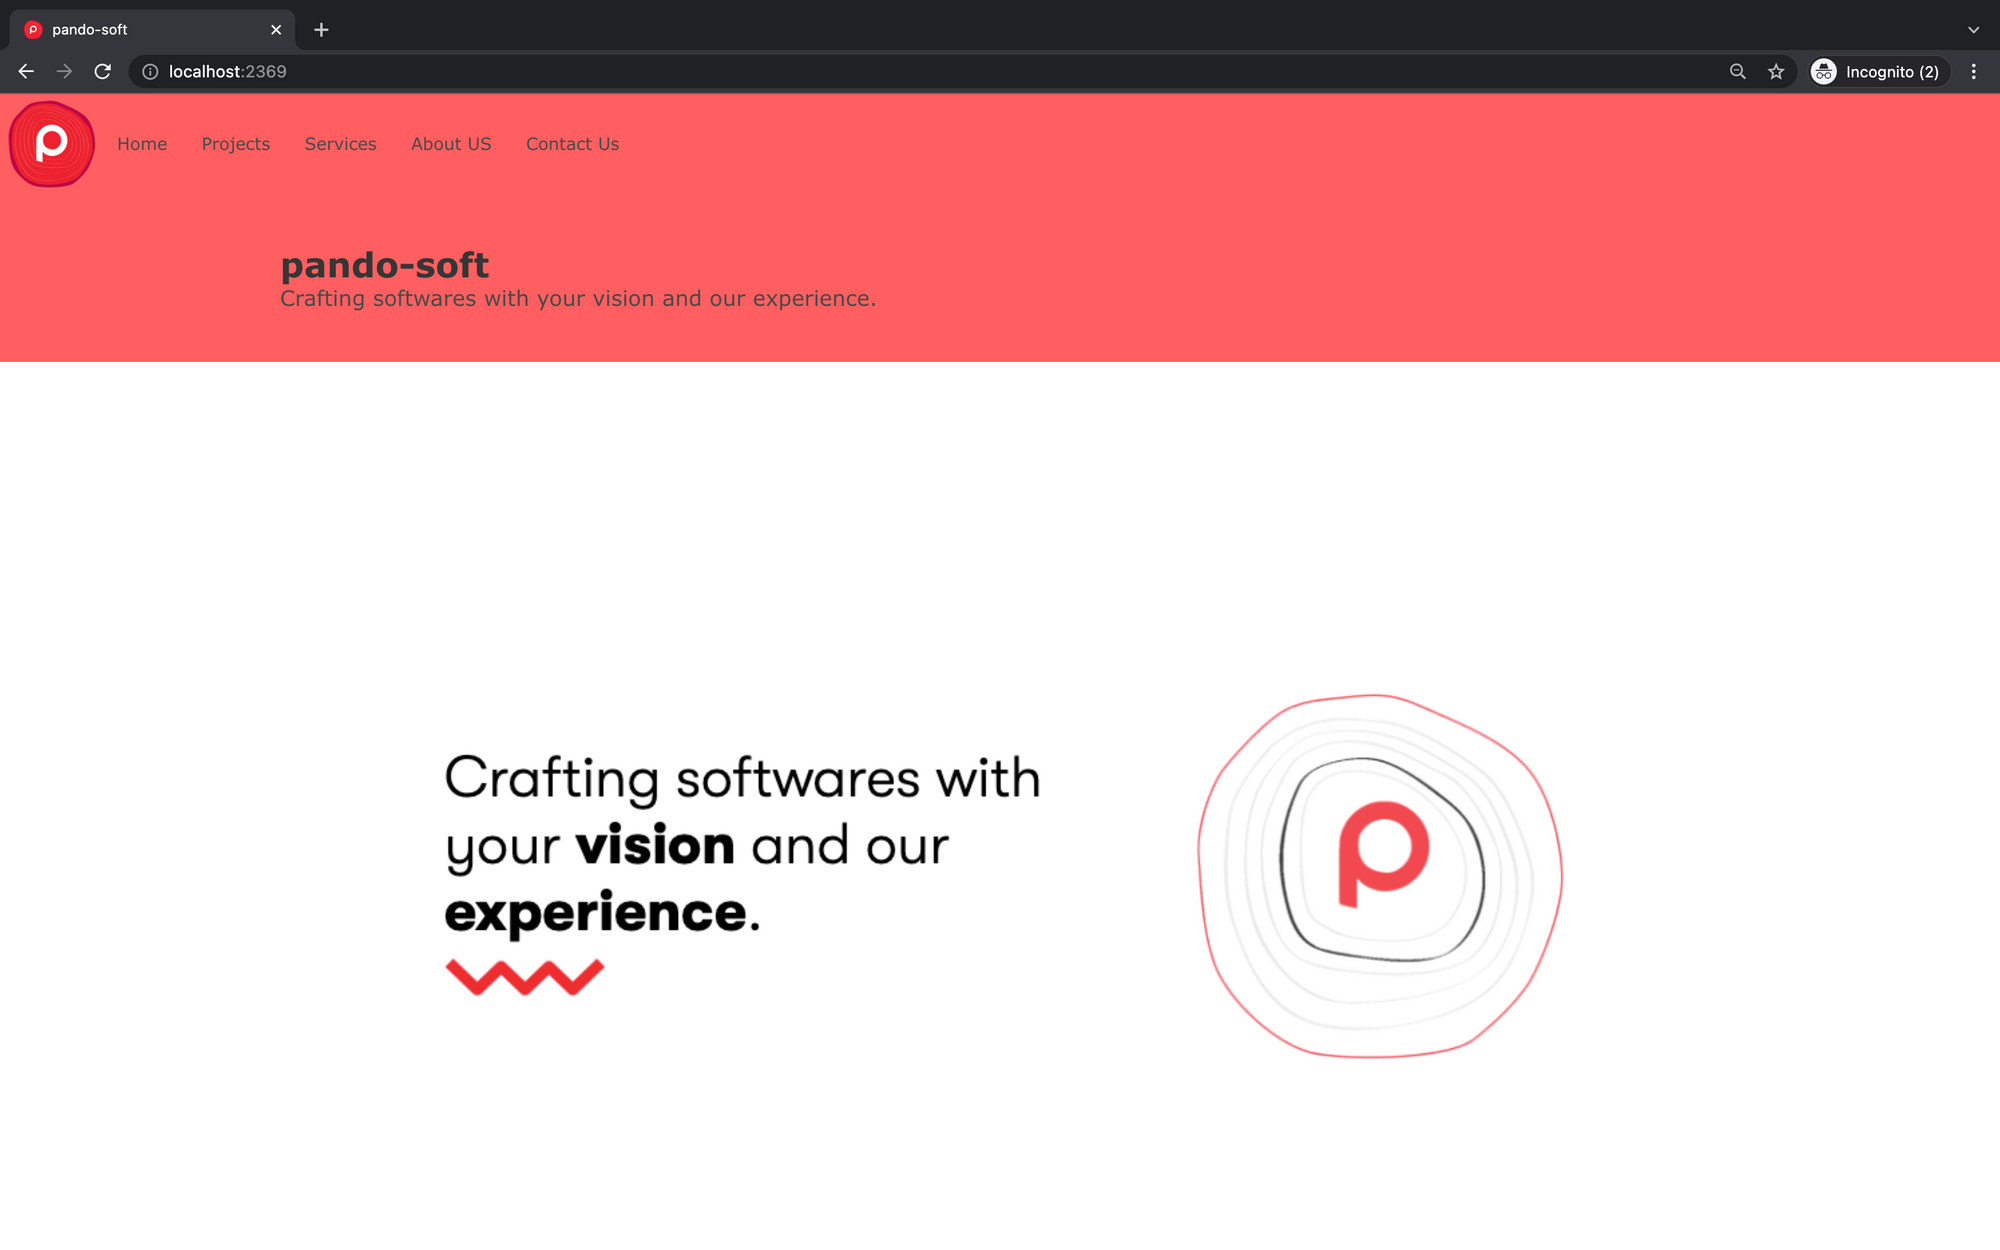 pando-soft
localhost:2369
Incognito (2)
Home Projects Services About US Contact Us
pando-soft
Crafting softwares with your vision and our experience.
Crafting softwares with
your vision and our
experience.